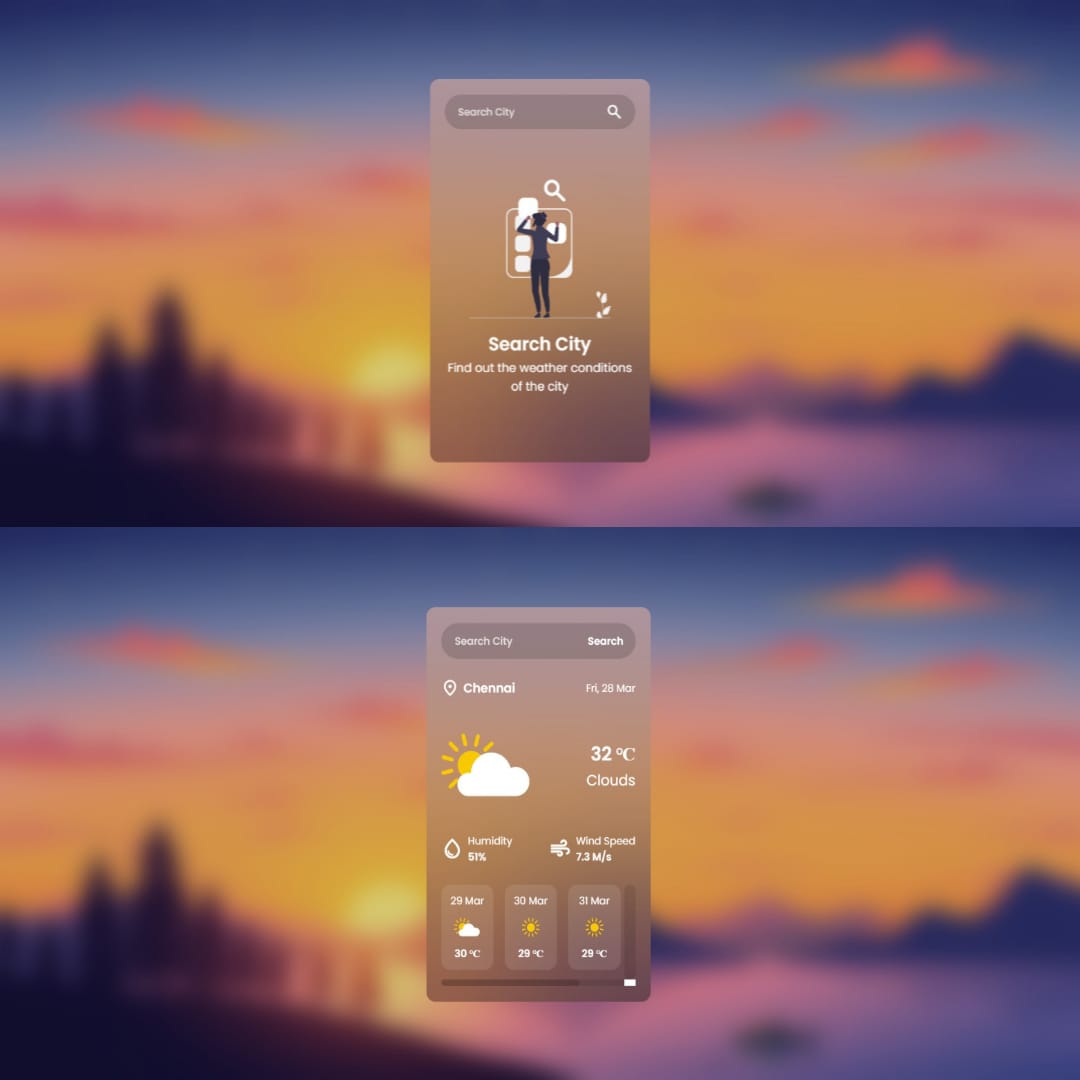 Search City
Search City
Find out the weather conditions
of the city
Search City Search
Chennai Fri, 28 Mar
32 °C
Clouds
Humidity Wind Speed
51% 7.3 M/s
29 Mar 30 Mar 31 Mar
30 °C 29 °C 29 °C